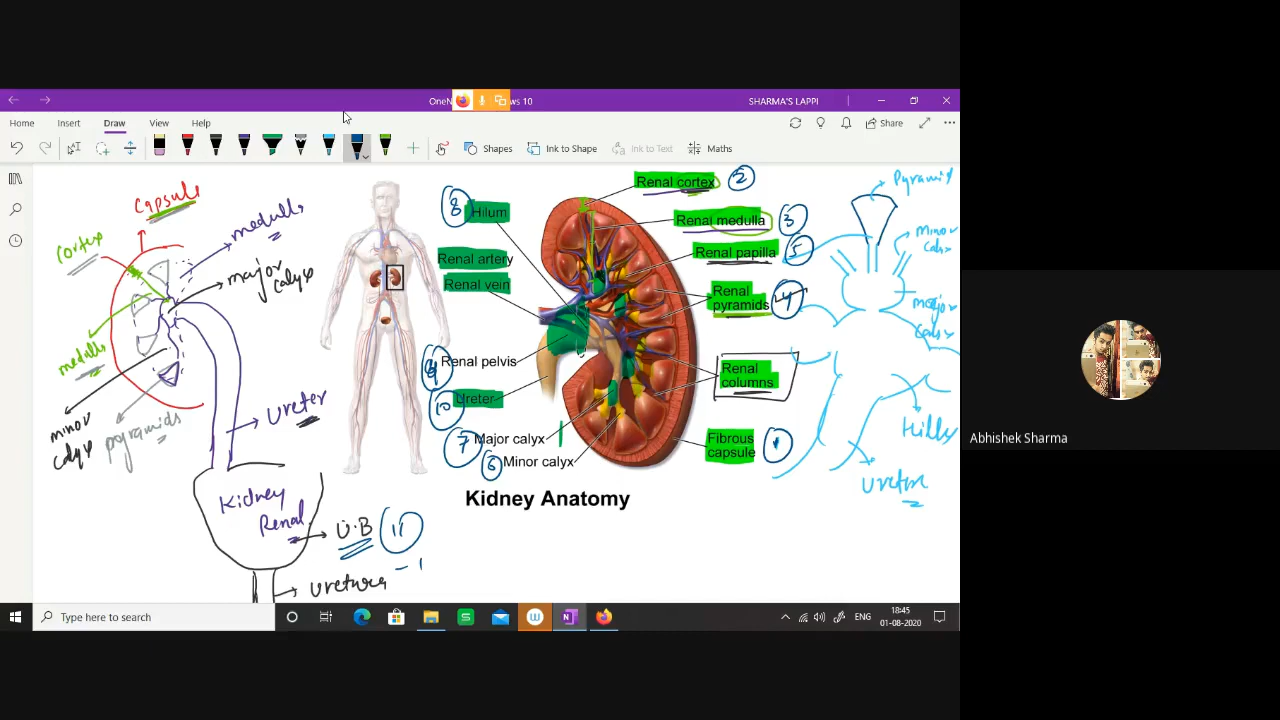 OneN
ws 10
SHARMA'S LAPPI
Home
Insert
Draw
View
Help
Share
Shapes
Ink to Shape
Ink to Text
Maths
Capsule
Cortex
medulla
major
calyx
medulla
minor
calyx
pyramids
Ureter
Kidney
Renal
U.B
11
Urethra
8
Hilum
Renal artery
Renal vein
9
Renal pelvis
10
Ureter
7
Major calyx
6
Minor calyx
Renal cortex
2
Renal medulla
3
Renal papilla
5
Renal
pyramids
4
Renal
columns
Fibrous
capsule
1
Kidney Anatomy
Pyramid
minor
calyx
major
calyx
Ureter
Abhishek Sharma
Type here to search
ENG
18:45
01-08-2020